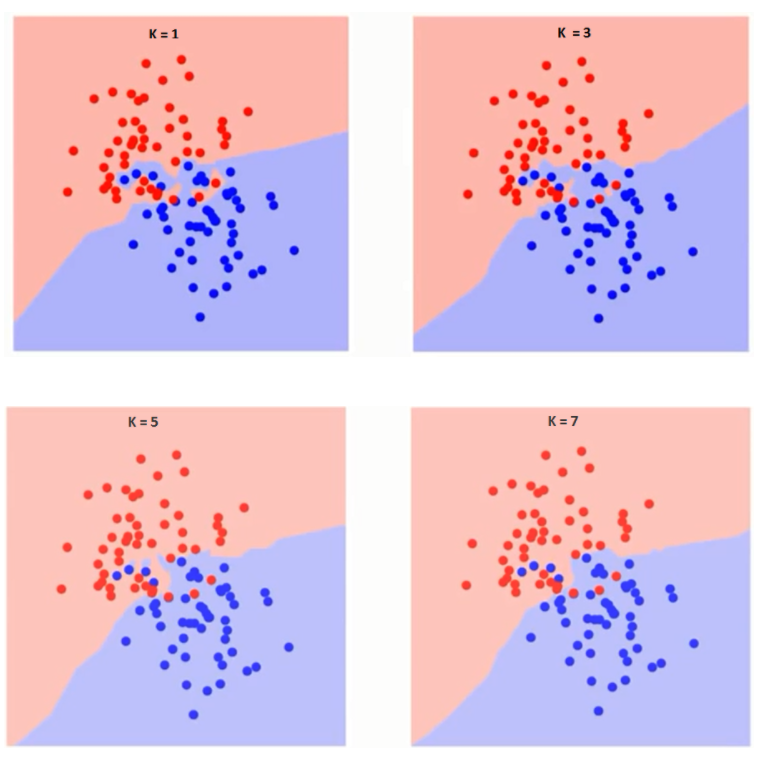 K = 1
K = 3
K = 5
K = 7